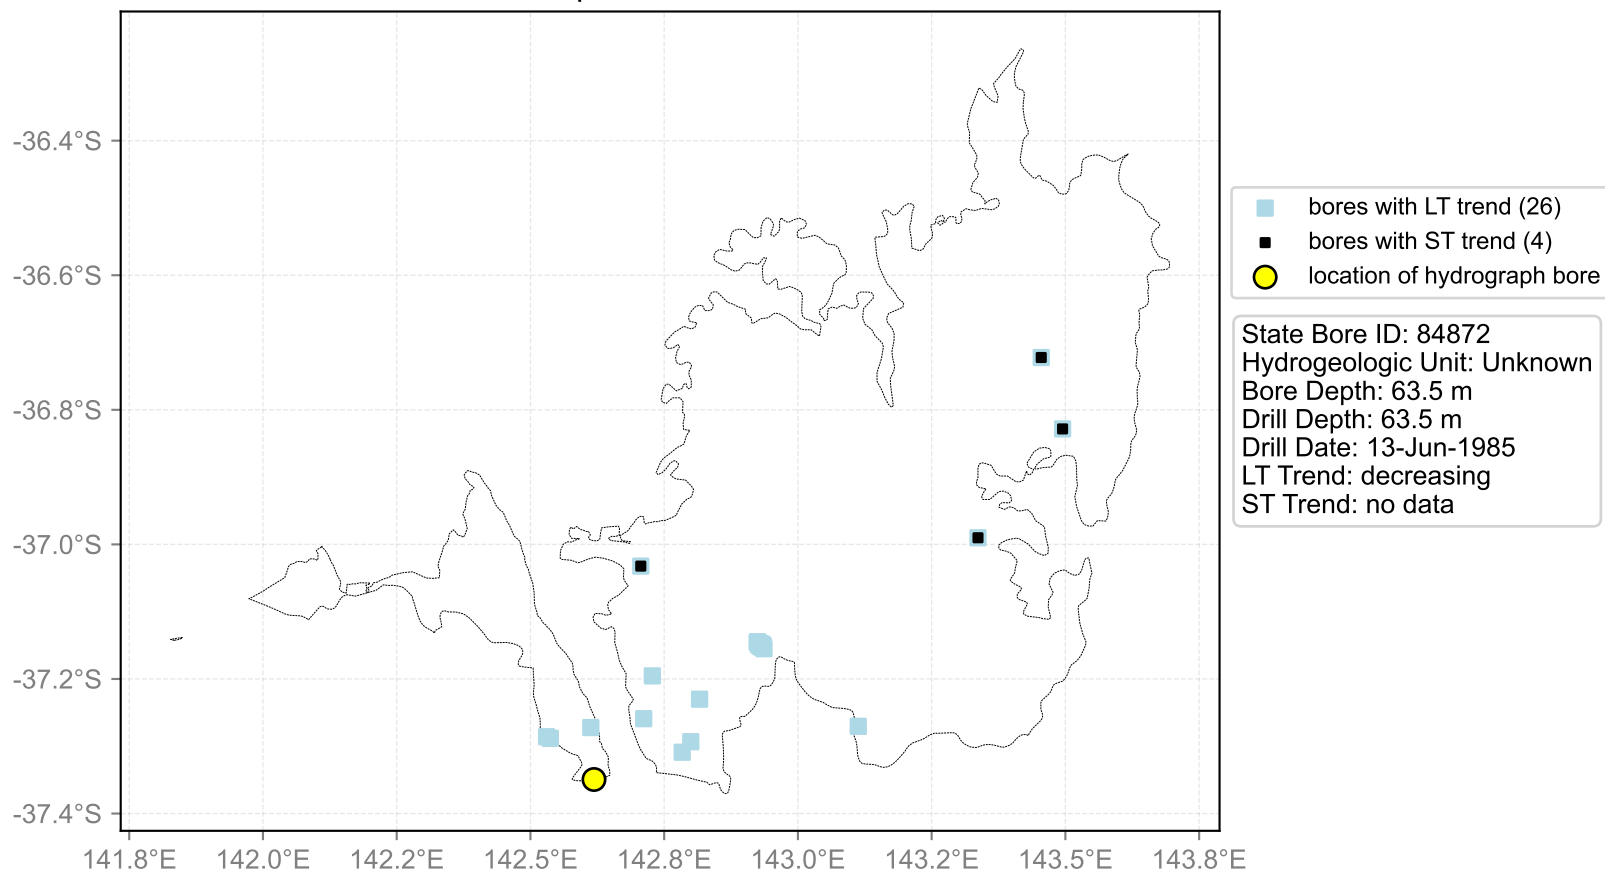 -36.4°S
-36.6°S
-36.8°S
-37.0°S
-37.2°S
-37.4°S
141.8°E 142.0°E 142.2°E 142.5°E 142.8°E 143.0°E 143.2°E 143.5°E 143.8°E
bores with LT trend (26)
bores with ST trend (4)
location of hydrograph bore
State Bore ID: 84872
Hydrogeologic Unit: Unknown
Bore Depth: 63.5 m
Drill Depth: 63.5 m
Drill Date: 13-Jun-1985
LT Trend: decreasing
ST Trend: no data